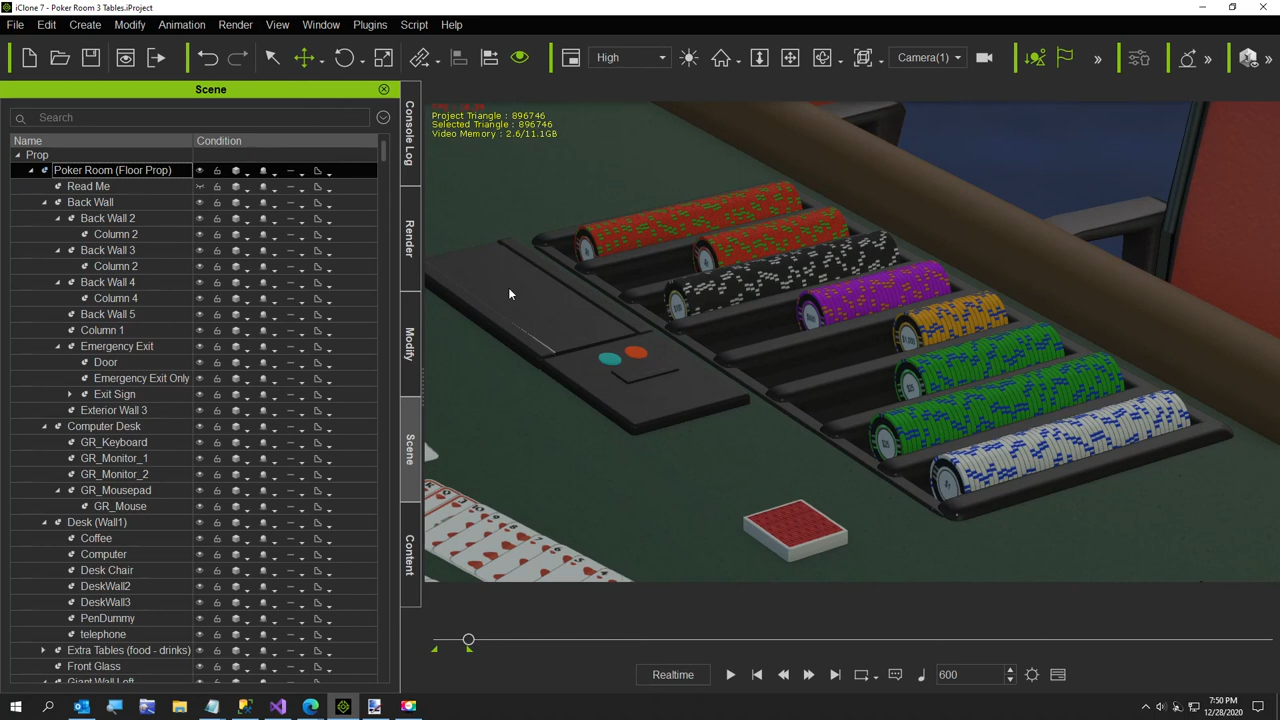 iClone 7 - Poker Room 3 Tables.iProject
File Edit Create Modify Animation Render View Window Plugins Script Help
High Camera(1)
Scene
Search
Name Condition
Prop
Poker Room (Floor Prop)
Read Me
Back Wall
Back Wall 2
Column 2
Back Wall 3
Column 2
Back Wall 4
Column 4
Back Wall 5
Column 1
Emergency Exit
Door
Emergency Exit Only
Exit Sign
Exterior Wall 3
Computer Desk
GR_Keyboard
GR_Monitor_1
GR_Monitor_2
GR_Mousepad
GR_Mouse
Desk (Wall1)
Coffee
Computer
Desk Chair
DeskWall2
DeskWall3
PenDummy
telephone
Extra Tables (food - drinks)
Front Glass
Giant Wall Left
Console Log
Render
Modify
Scene
Content
Project Triangle : 896746
Selected Triangle : 896746
Video Memory : 2.6/11.1GB
$25
$25
Realtime 600
7:50 PM
12/28/2020